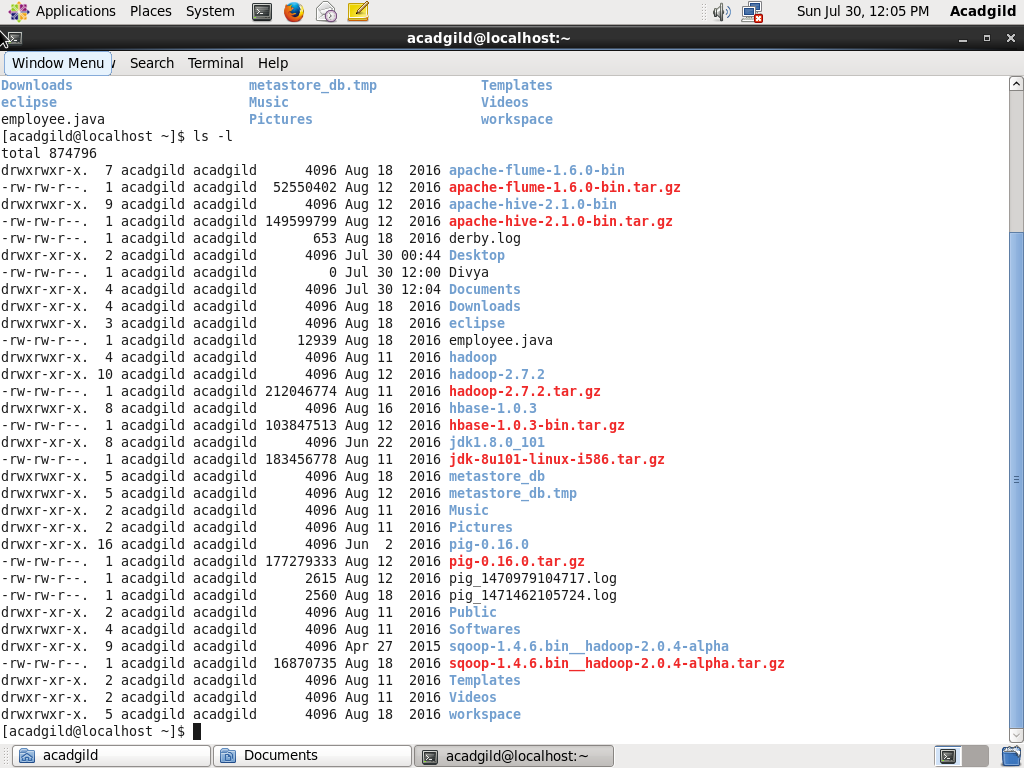 Applications Places System Sun Jul 30, 12:05 PM Acadgild
acadgild@localhost:~
Window Menu Search Terminal Help
Downloads metastore_db.tmp Templates
eclipse Music Videos
employee.java Pictures workspace
[acadgild@localhost ~]$ ls -l
total 874796
drwxrwxr-x. 7 acadgild acadgild 4096 Aug 18 2016 apache-flume-1.6.0-bin
-rw-rw-r--. 1 acadgild acadgild 52550402 Aug 12 2016 apache-flume-1.6.0-bin.tar.gz
drwxrwxr-x. 9 acadgild acadgild 4096 Aug 12 2016 apache-hive-2.1.0-bin
-rw-rw-r--. 1 acadgild acadgild 149599799 Aug 12 2016 apache-hive-2.1.0-bin.tar.gz
-rw-rw-r--. 1 acadgild acadgild 653 Aug 18 2016 derby.log
drwxr-xr-x. 2 acadgild acadgild 4096 Jul 30 00:44 Desktop
-rw-rw-r--. 1 acadgild acadgild 0 Jul 30 12:00 Divya
drwxr-xr-x. 4 acadgild acadgild 4096 Jul 30 12:04 Documents
drwxr-xr-x. 4 acadgild acadgild 4096 Aug 18 2016 Downloads
drwxrwxr-x. 3 acadgild acadgild 4096 Aug 18 2016 eclipse
-rw-rw-r--. 1 acadgild acadgild 12939 Aug 18 2016 employee.java
drwxrwxr-x. 4 acadgild acadgild 4096 Aug 11 2016 hadoop
drwxrwxr-x. 10 acadgild acadgild 4096 Aug 12 2016 hadoop-2.7.2
-rw-rw-r--. 1 acadgild acadgild 212046774 Aug 11 2016 hadoop-2.7.2.tar.gz
drwxrwxr-x. 8 acadgild acadgild 4096 Aug 16 2016 hbase-1.0.3
-rw-rw-r--. 1 acadgild acadgild 103847513 Aug 12 2016 hbase-1.0.3-bin.tar.gz
drwxr-xr-x. 8 acadgild acadgild 4096 Jun 22 2016 jdk1.8.0_101
-rw-rw-r--. 1 acadgild acadgild 183456778 Aug 11 2016 jdk-8u101-linux-i586.tar.gz
drwxrwxr-x. 5 acadgild acadgild 4096 Aug 18 2016 metastore_db
drwxrwxr-x. 5 acadgild acadgild 4096 Aug 12 2016 metastore_db.tmp
drwxr-xr-x. 2 acadgild acadgild 4096 Aug 11 2016 Music
drwxr-xr-x. 2 acadgild acadgild 4096 Aug 11 2016 Pictures
drwxr-xr-x. 16 acadgild acadgild 4096 Jun 2 2016 pig-0.16.0
-rw-rw-r--. 1 acadgild acadgild 177279333 Aug 12 2016 pig-0.16.0.tar.gz
-rw-rw-r--. 1 acadgild acadgild 2615 Aug 12 2016 pig_1470979104717.log
-rw-rw-r--. 1 acadgild acadgild 2560 Aug 18 2016 pig_1471462105724.log
drwxr-xr-x. 2 acadgild acadgild 4096 Aug 11 2016 Public
drwxrwxr-x. 4 acadgild acadgild 4096 Aug 11 2016 Softwares
drwxr-xr-x. 9 acadgild acadgild 4096 Apr 27 2015 sqoop-1.4.6.bin__hadoop-2.0.4-alpha
-rw-rw-r--. 1 acadgild acadgild 16870735 Aug 18 2016 sqoop-1.4.6.bin__hadoop-2.0.4-alpha.tar.gz
drwxr-xr-x. 2 acadgild acadgild 4096 Aug 11 2016 Templates
drwxr-xr-x. 2 acadgild acadgild 4096 Aug 11 2016 Videos
drwxrwxr-x. 5 acadgild acadgild 4096 Aug 18 2016 workspace
[acadgild@localhost ~]$
acadgild Documents acadgild@localhost:~